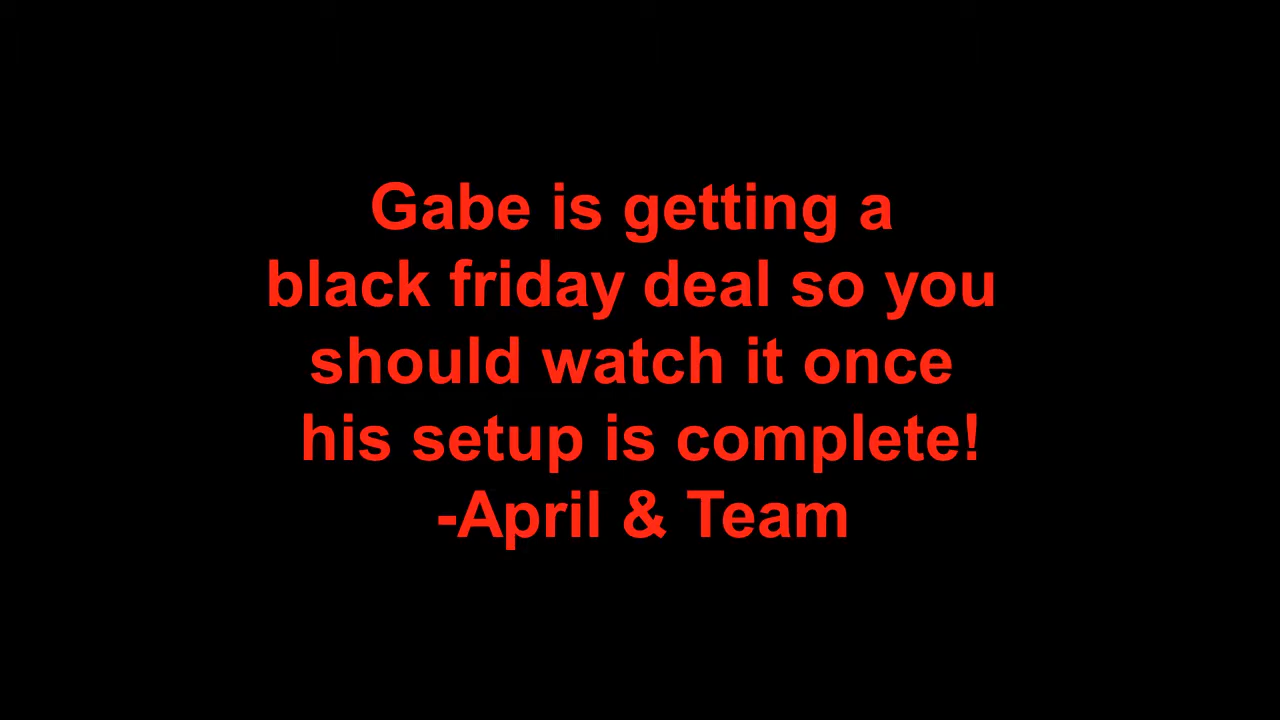 Gabe is getting a
black friday deal so you
should watch it once
his setup is complete!
-April & Team